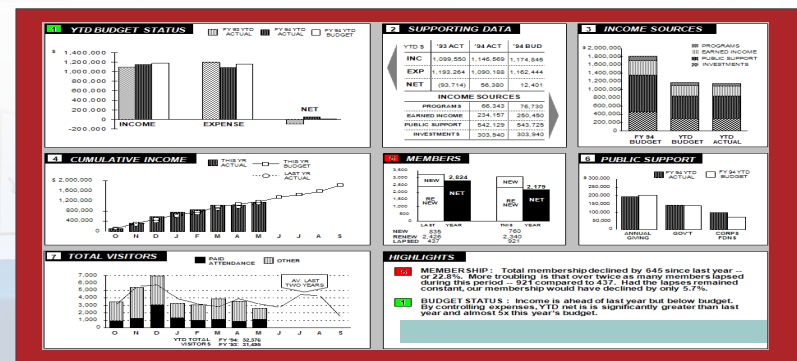 1 YTD BUDGET STATUS
FY 93 YTD ACTUAL
FY 94 YTD ACTUAL
FY 94 YTD BUDGET
$ 1,400,000
1,200,000
1,000,000
800,000
600,000
400,000
200,000
0
-200,000
INCOME
EXPENSE
NET
2 SUPPORTING DATA
YTD $ '93 ACT '94 ACT '94 BUD
INC 1,099,550 1,146,569 1,174,845
EXP 1,193,264 1,090,188 1,162,444
NET (93,714) 56,380 12,401
INCOME SOURCES
PROGRAMS 66,343 76,730
EARNED INCOME 234,157 250,450
PUBLIC SUPPORT 542,129 543,725
INVESTMENTS 303,940 303,940
3 INCOME SOURCES
PROGRAMS
EARNED INCOME
PUBLIC SUPPORT
INVESTMENTS
$ 2,000,000
1,800,000
1,600,000
1,400,000
1,200,000
1,000,000
800,000
600,000
400,000
200,000
0
FY 94 BUDGET
YTD BUDGET
YTD ACTUAL
4 CUMULATIVE INCOME
THIS YR ACTUAL
THIS YR BUDGET
LAST YR ACTUAL
$ 2,000,000
1,600,000
1,200,000
800,000
400,000
0
O N D J F M A M J J A S
5 MEMBERS
3,600
3,000
2,400
1,800
1,200
600
0
NEW
RE NEW
2,824
NET
NEW
RE NEW
2,179
NET
LAST YEAR THIS YEAR
NEW 835 760
RENEW 2,426 2,340
LAPSED 437 921
6 PUBLIC SUPPORT
FY 94 YTD ACTUAL
FY 94 YTD BUDGET
$ 300,000
250,000
200,000
150,000
100,000
50,000
0
ANNUAL GIVING
GOV'T
CORPS FDNS
7 TOTAL VISITORS
PAID ATTENDANCE
OTHER
AV. LAST TWO YEARS
7,000
6,000
5,000
4,000
3,000
2,000
1,000
0
O N D J F M A M J J A S
YTD TOTAL FY '94: 32,576
VISITORS FY '93: 31,435
HIGHLIGHTS
5 MEMBERSHIP: Total membership declined by 645 since last year --
or 22.8%. More troubling is that over twice as many members lapsed
during this period -- 921 compared to 437. Had the lapses remained
constant, our membership would have declined by only 5.7%.
1 BUDGET STATUS: Income is ahead of last year but below budget.
By controlling expenses, YTD net is is significantly greater than last
year and almost 5x this year's budget.